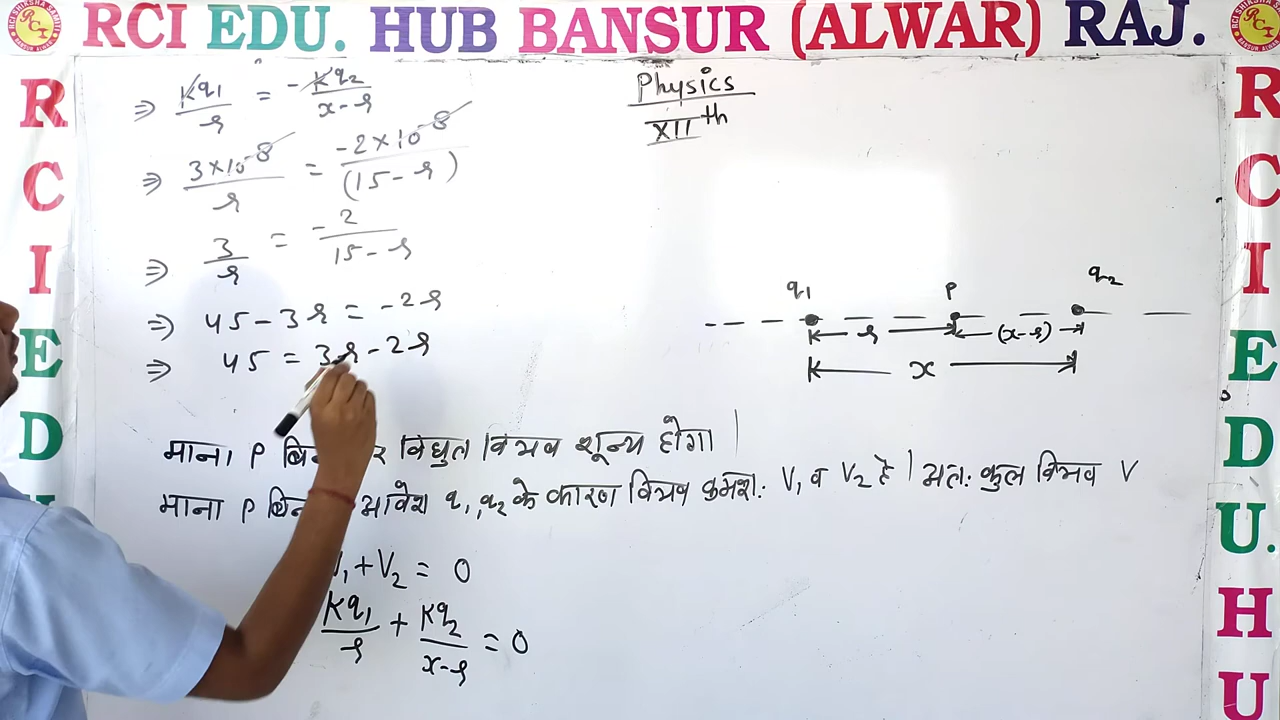 RCI EDU. HUB BANSUR (ALWAR) RAJ.
R C I E D U. H U
R C I E D
Physics
XIIth
⇒ Kq₁/r = - Kq₂/x-r
⇒ 3×10⁻⁸/r = -2×10⁻⁸/(15-r)
⇒ 3/r = -2/15-r
⇒ 45-3r = -2r
⇒ 45 = 3r-2r
q₁ P q₂
r (x-r)
x
माना P विद्युत विभव शून्य होगा |
माना P आवेश q₁, q₂ के कारण विभव क्रमश: V₁ व V₂ है | अत: कुल विभव V
V₁+V₂ = 0
Kq₁/r + Kq₂/x-r = 0